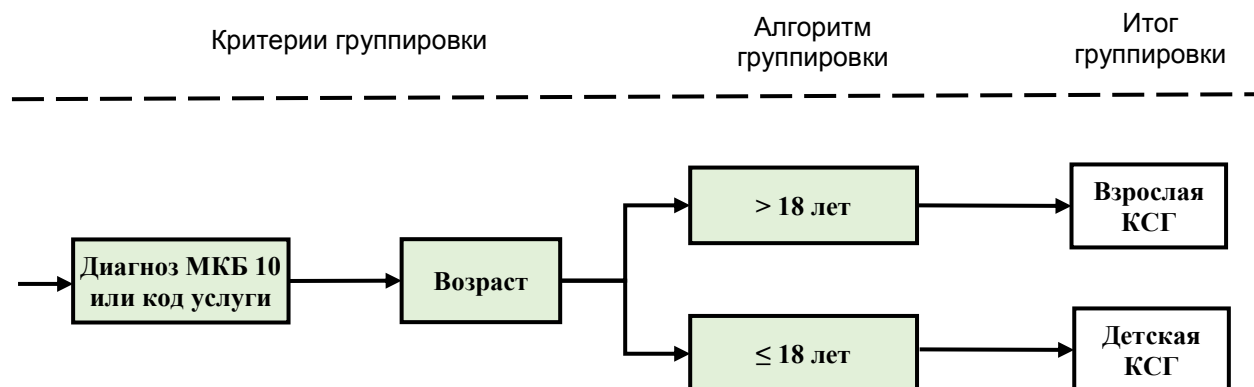 Критерии группировки
Алгоритм
группировки
Итог
группировки
Диагноз МКБ 10
или код услуги
Возраст
> 18 лет
Взрослая
КСГ
≤ 18 лет
Детская
КСГ